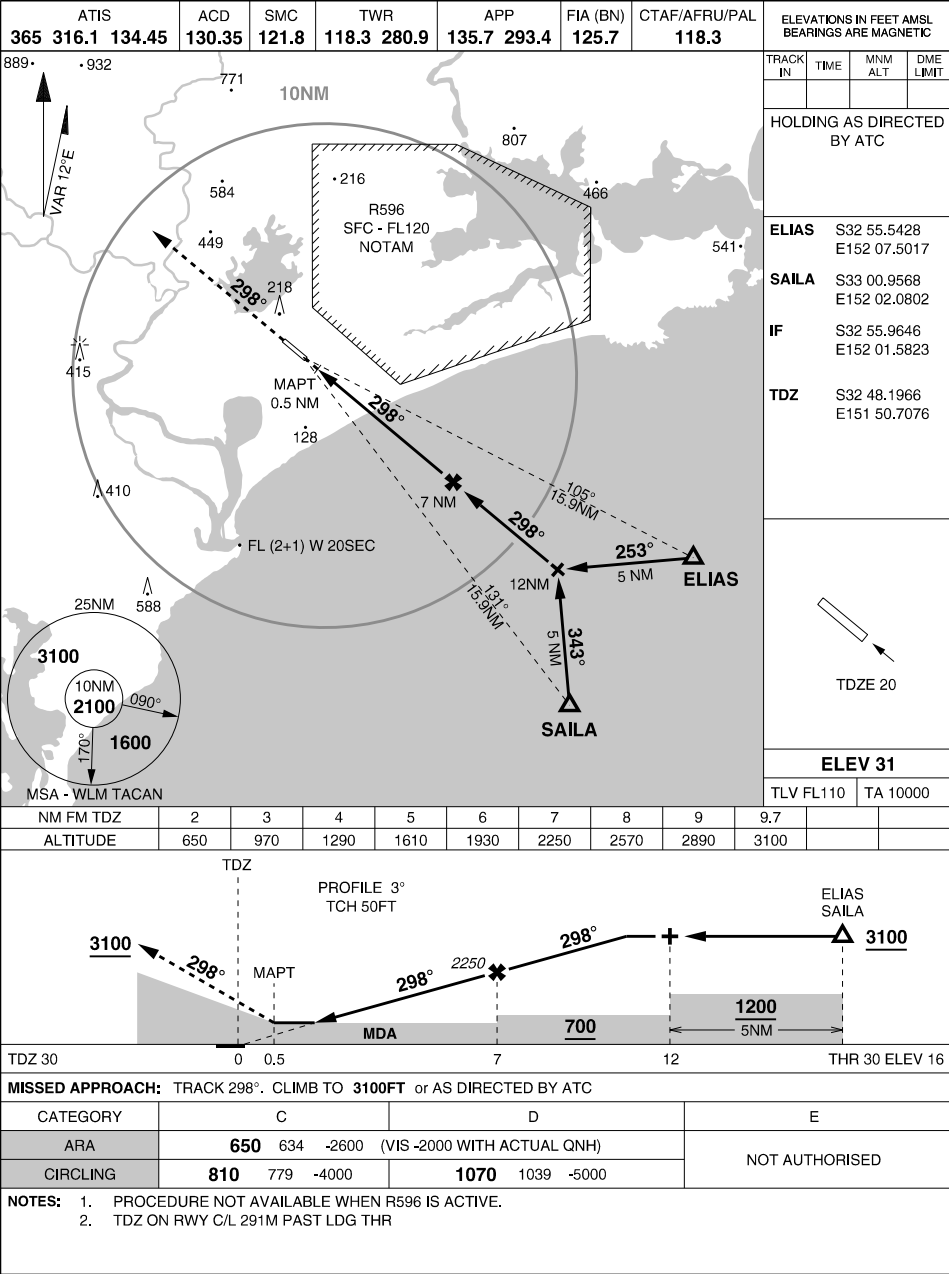 ATIS ACD SMC TWR APP FIA (BN) CTAF/AFRU/PAL
365 316.1 134.45 130.35 121.8 118.3 280.9 135.7 293.4 125.7 118.3
ELEVATIONS IN FEET AMSL
BEARINGS ARE MAGNETIC
TRACK IN TIME MNM ALT DME LIMIT
HOLDING AS DIRECTED
BY ATC
ELIAS S32 55.5428
E152 07.5017
SAILA S33 00.9568
E152 02.0802
IF S32 55.9646
E152 01.5823
TDZ S32 48.1966
E151 50.7076
TDZE 20
ELEV 31
TLV FL110 TA 10000
889
932
771
10NM
VAR 12°E
807
584
216
466
R596
SFC - FL120
NOTAM
449
541
298°
218
415
MAPT
0.5 NM
298°
128
410
7 NM
105°
15.9NM
298°
FL (2+1) W 20SEC
253°
5 NM
12NM
ELIAS
588
131°
15.9NM
343°
5 NM
SAILA
25NM
3100
10NM
2100
090°
170°
1600
MSA - WLM TACAN
NM FM TDZ 2 3 4 5 6 7 8 9 9.7
ALTITUDE 650 970 1290 1610 1930 2250 2570 2890 3100
TDZ
PROFILE 3°
TCH 50FT
ELIAS
SAILA
3100
298°
MAPT
298°
2250
298°
3100
MDA
700
1200
5NM
TDZ 30 0 0.5 7 12 THR 30 ELEV 16
MISSED APPROACH: TRACK 298°. CLIMB TO 3100FT or AS DIRECTED BY ATC
CATEGORY C D E
ARA 650 634 -2600 (VIS -2000 WITH ACTUAL QNH)
NOT AUTHORISED
CIRCLING 810 779 -4000 1070 1039 -5000
NOTES: 1. PROCEDURE NOT AVAILABLE WHEN R596 IS ACTIVE.
2. TDZ ON RWY C/L 291M PAST LDG THR